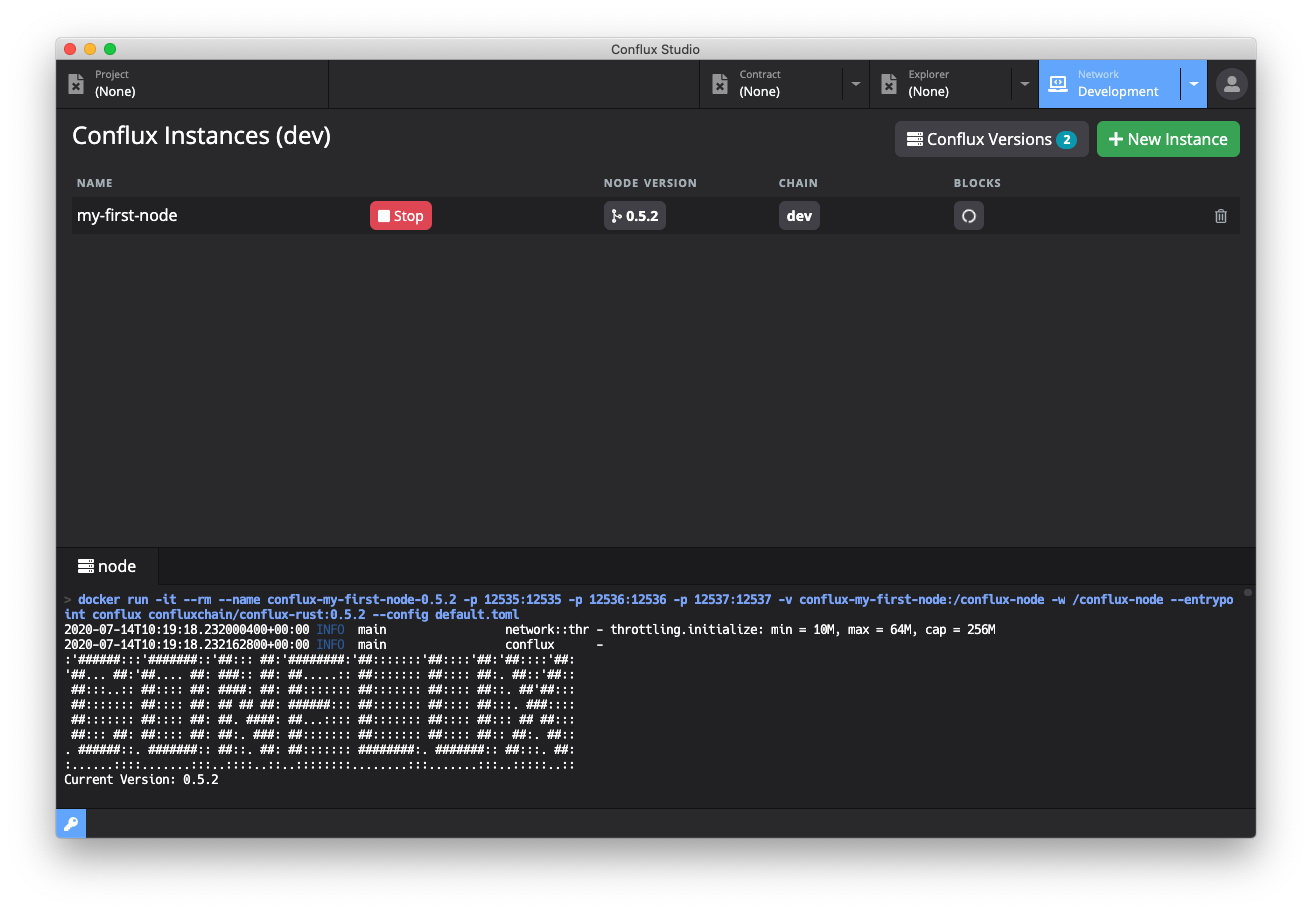 Conflux Studio
Project
(None)
Contract
(None)
Explorer
(None)
Network
Development
Conflux Instances (dev)
Conflux Versions 2
New Instance
NAME NODE VERSION CHAIN BLOCKS
my-first-node Stop 0.5.2 dev
node
> docker run -it --rm --name conflux-my-first-node-0.5.2 -p 12535:12535 -p 12536:12536 -p 12537:12537 -v conflux-my-first-node:/conflux-node -w /conflux-node --entrypo
int conflux confluxchain/conflux-rust:0.5.2 --config default.toml
2020-07-14T10:19:18.232000400+00:00 INFO  main                 network::thr - throttling.initialize: min = 10M, max = 64M, cap = 256M
2020-07-14T10:19:18.232162800+00:00 INFO  main                 conflux      -
:'######:::'#######::'##::: ##:'########:'##:::::::'##::::'##:'##::::'##:
'##... ##:'##.... ##: ###:: ##: ##.....:: ##::::::: ##:::: ##:. ##::'##::
 ##:::..:: ##:::: ##: ####: ##: ##::::::: ##::::::: ##:::: ##::. ##'##:::
 ##::::::: ##:::: ##: ## ## ##: ######::: ##::::::: ##:::: ##:::. ###::::
 ##::::::: ##:::: ##: ##. ####: ##...:::: ##::::::: ##:::: ##::: ## ##:::
 ##::: ##: ##:::: ##: ##:. ###: ##::::::: ##::::::: ##:::: ##:: ##:. ##::
. ######::. #######:: ##::. ##: ##::::::: ########:. #######:: ##:::. ##:
:......::::.......:::..::::..::..::::::::........:::.......:::..:::::..::
Current Version: 0.5.2